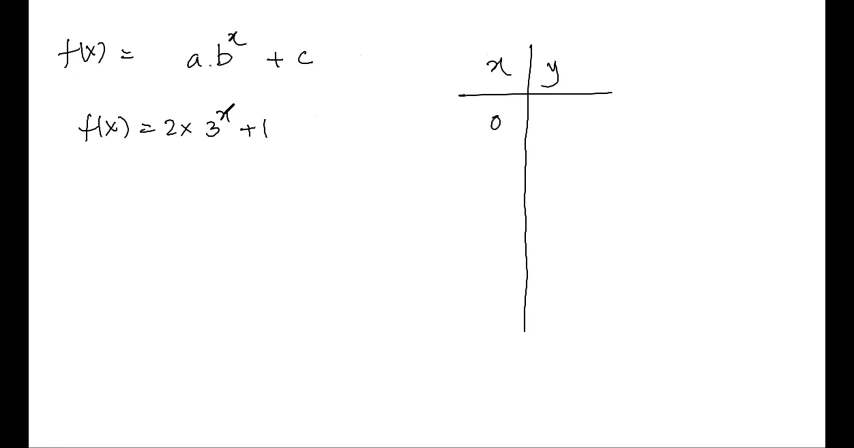 f(x) = a.b^x + c
f(x) = 2× 3^x + 1
x | y
0 |